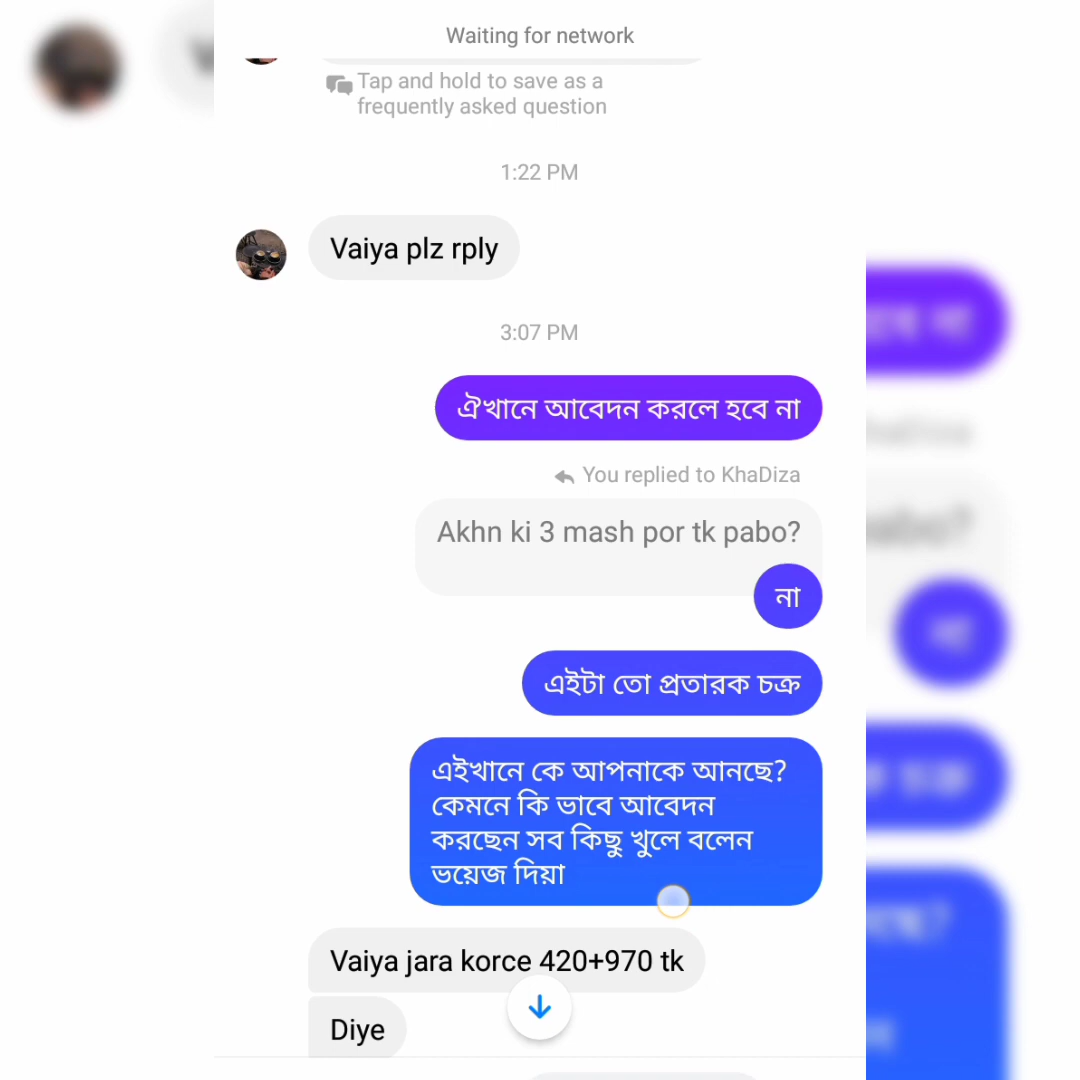 Waiting for network
Tap and hold to save as a
frequently asked question
1:22 PM
Vaiya plz rply
3:07 PM
ঐখানে আবেদন করলে হবে না
You replied to KhaDiza
Akhn ki 3 mash por tk pabo?
না
এইটা তো প্রতারক চক্র
এইখানে কে আপনাকে আনছে?
কেমনে কি ভাবে আবেদন
করছেন সব কিছু খুলে বলেন
ভয়েজ দিয়া
Vaiya jara korce 420+970 tk
Diye